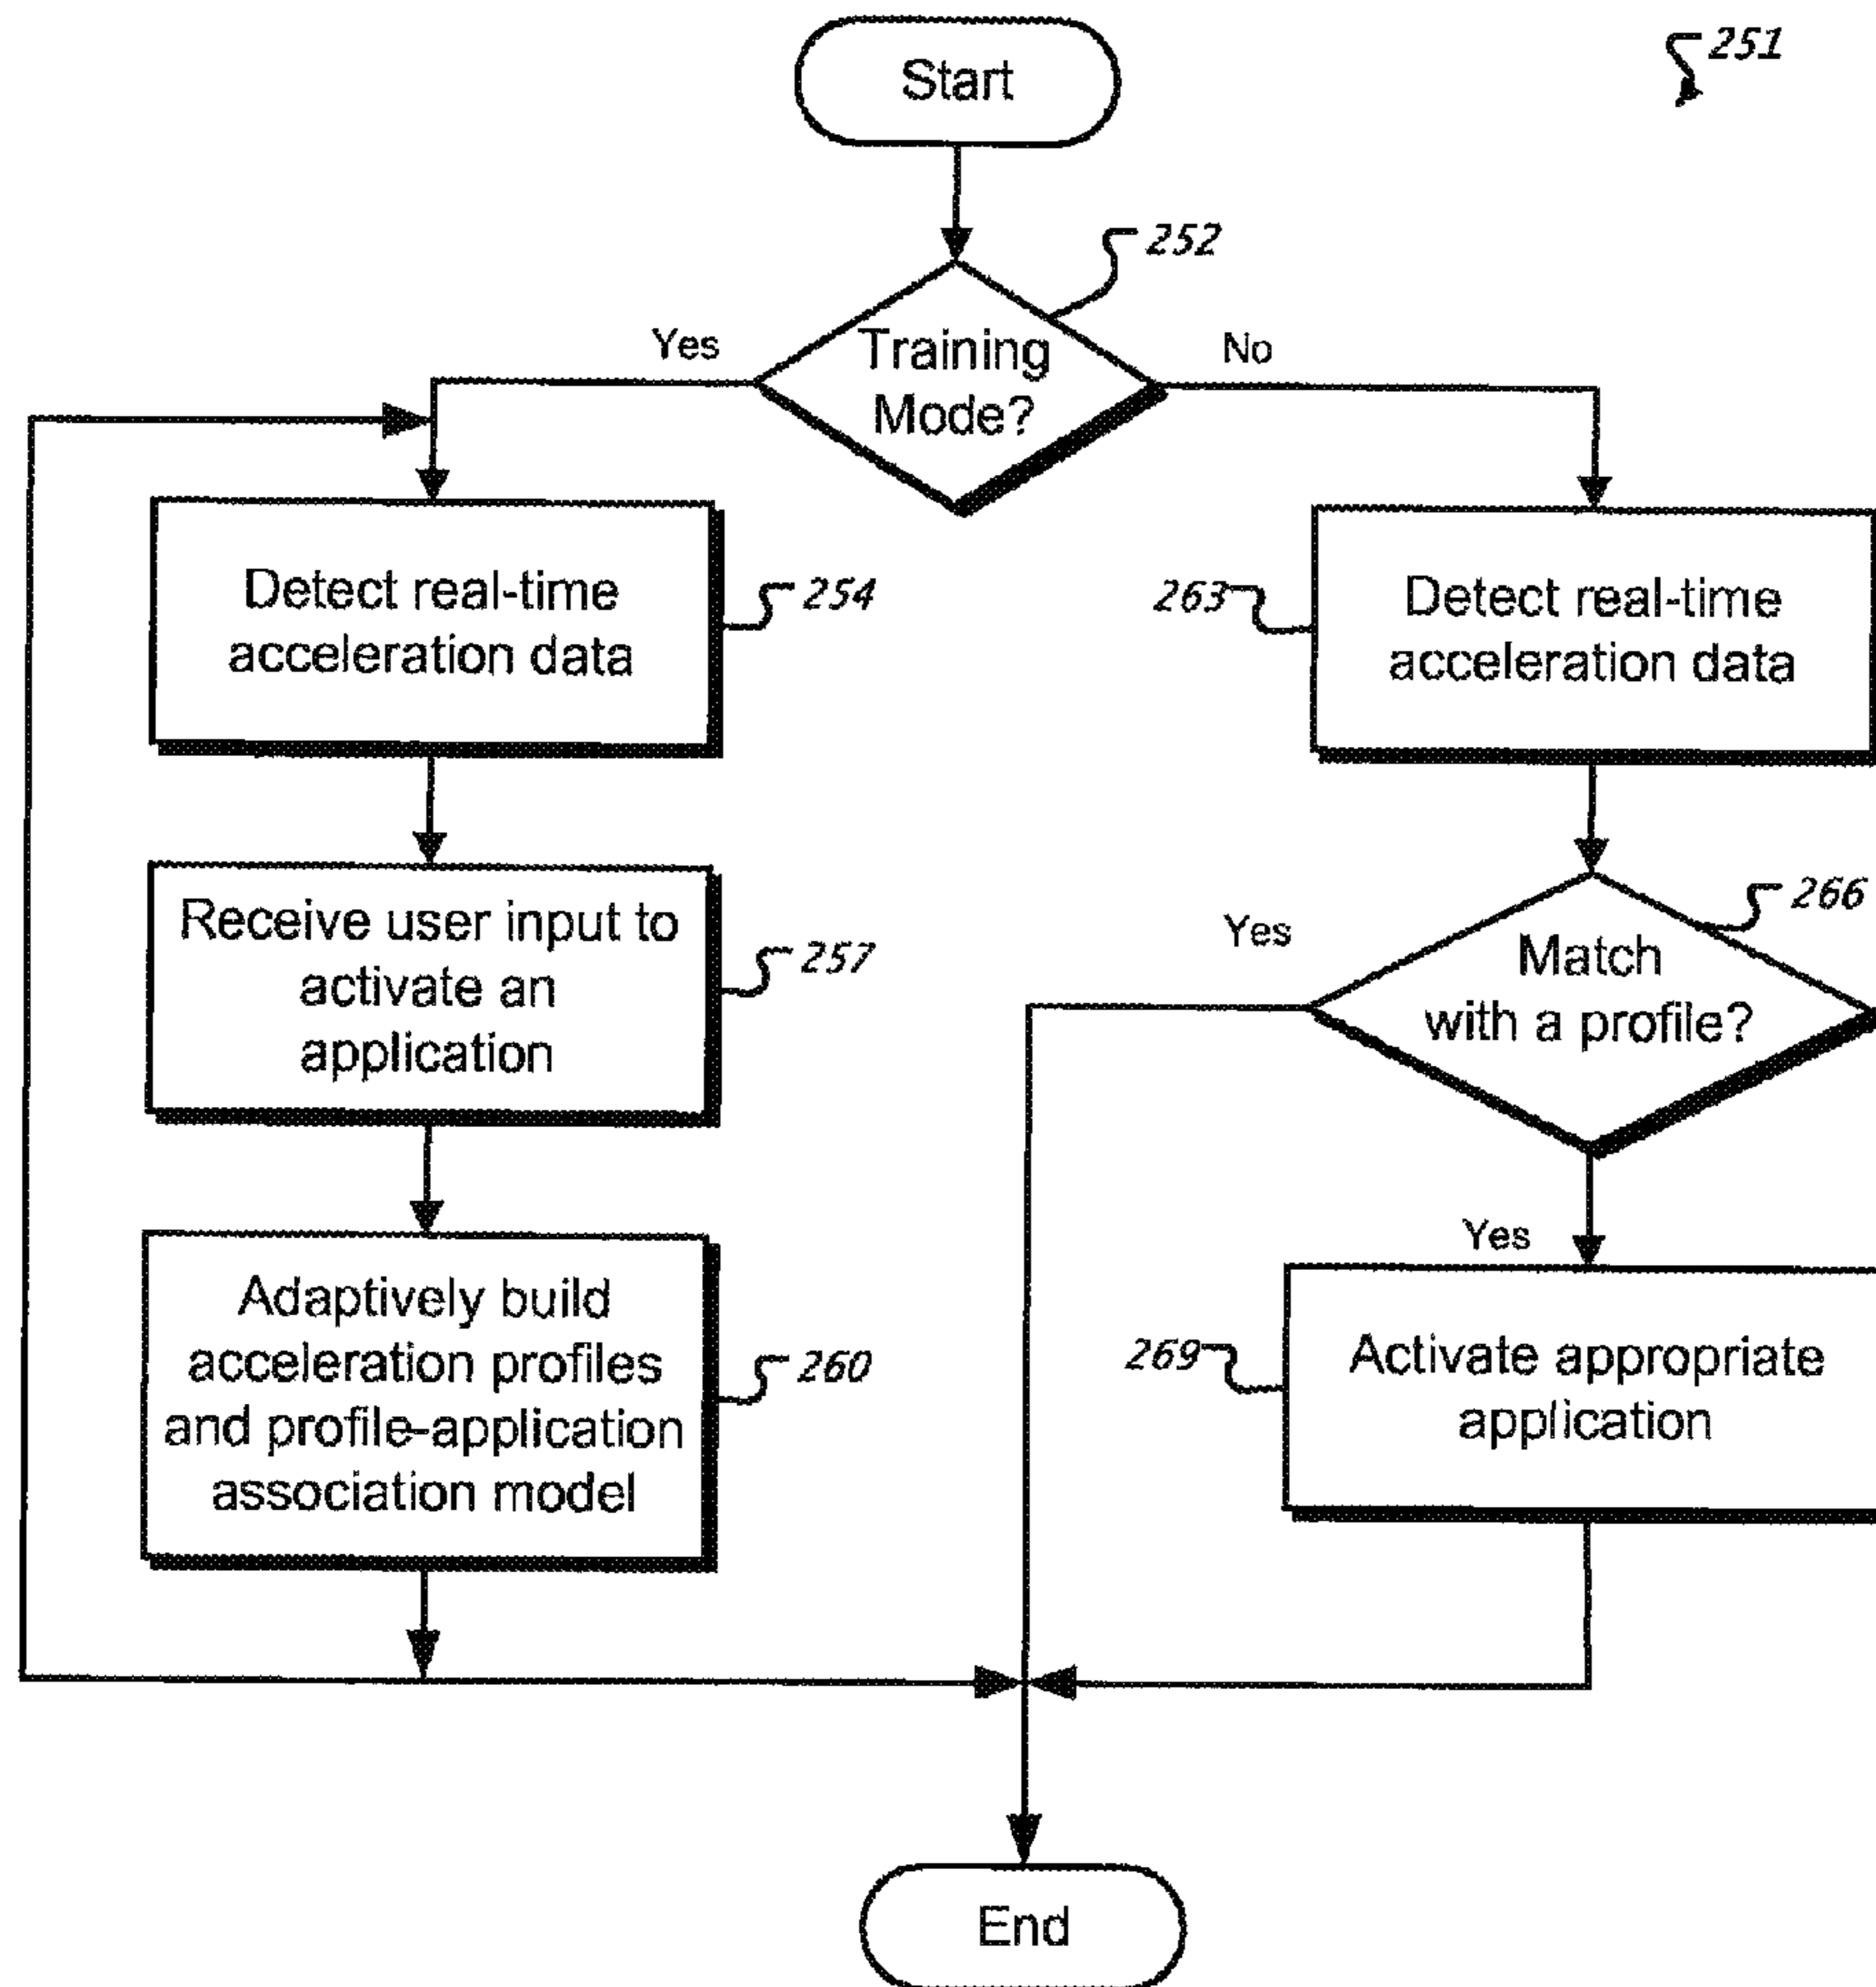 Start
251
252
Yes
Training
Mode?
No
Detect real-time
acceleration data
254
263
Detect real-time
acceleration data
Receive user input to
activate an
application
257
Yes
Match
with a profile?
266
Yes
Adaptively build
acceleration profiles
and profile-application
association model
260
269
Activate appropriate
application
End